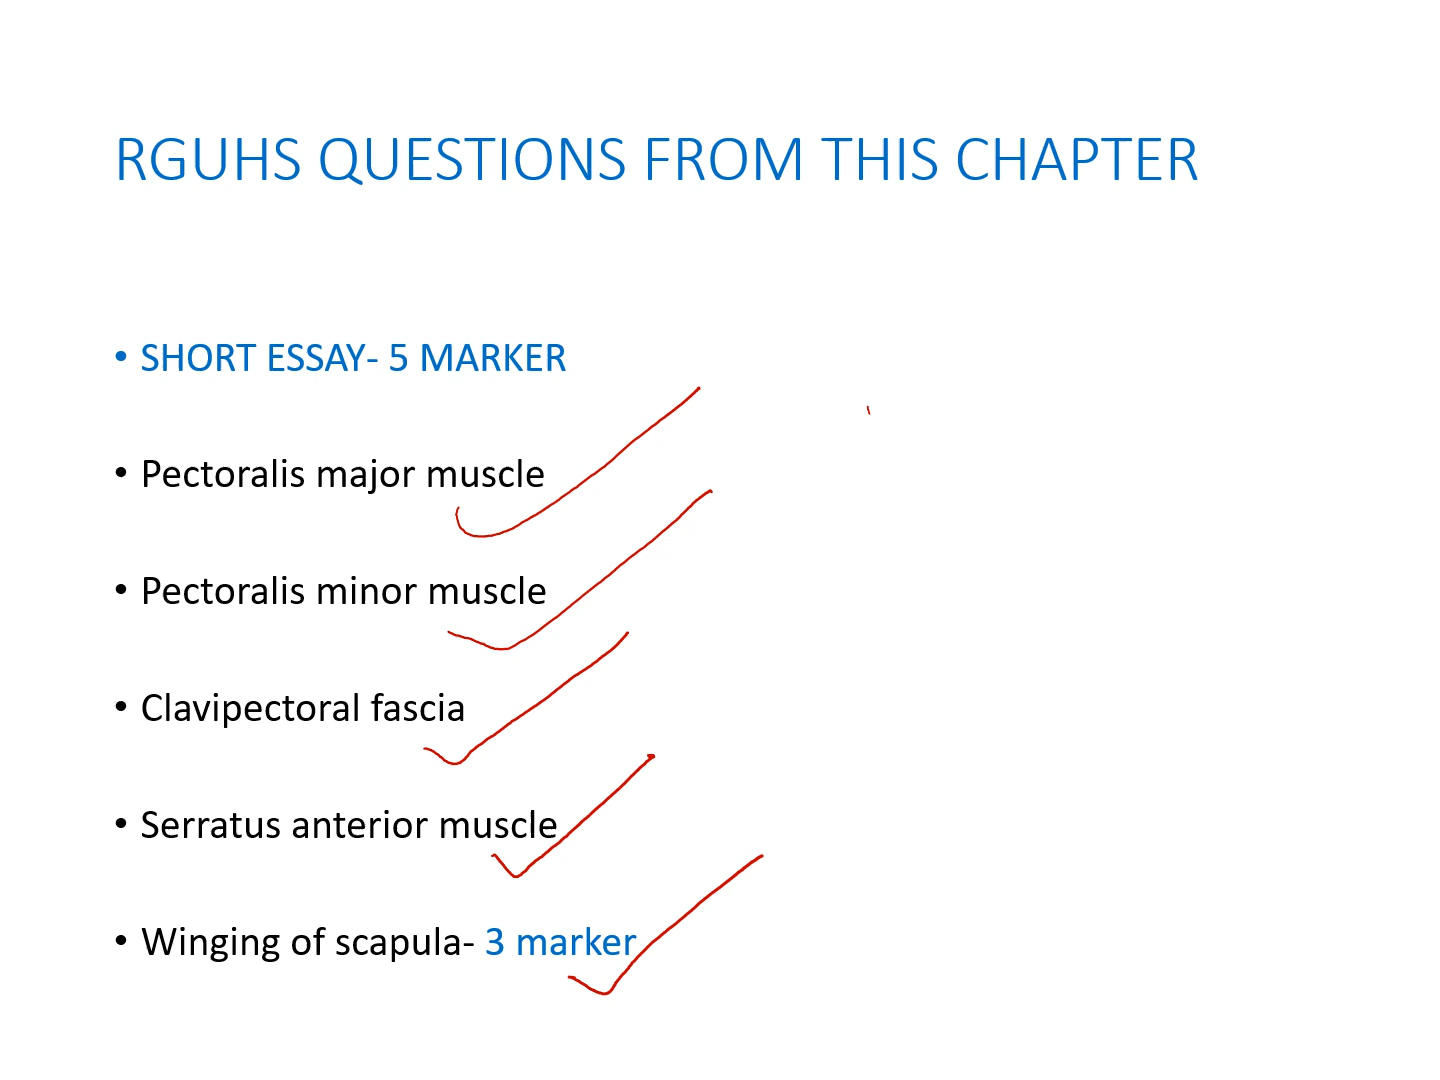 RGUHS QUESTIONS FROM THIS CHAPTER
• SHORT ESSAY- 5 MARKER
• Pectoralis major muscle
• Pectoralis minor muscle
• Clavipectoral fascia
• Serratus anterior muscle
• Winging of scapula- 3 marker